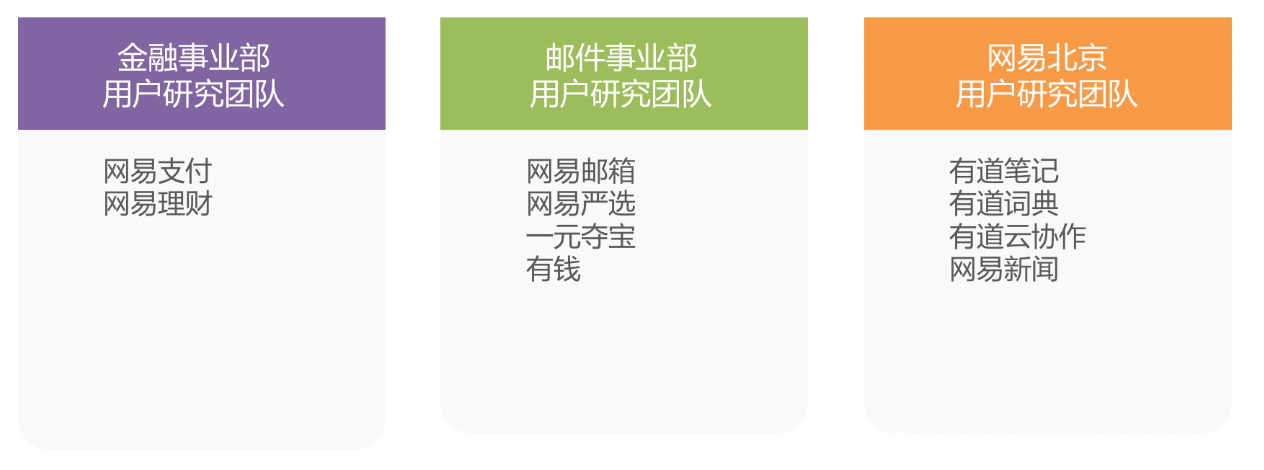 金融事业部
用户研究团队
网易支付
网易理财
邮件事业部
用户研究团队
网易邮箱
网易严选
一元夺宝
有钱
网易北京
用户研究团队
有道笔记
有道词典
有道云协作
网易新闻